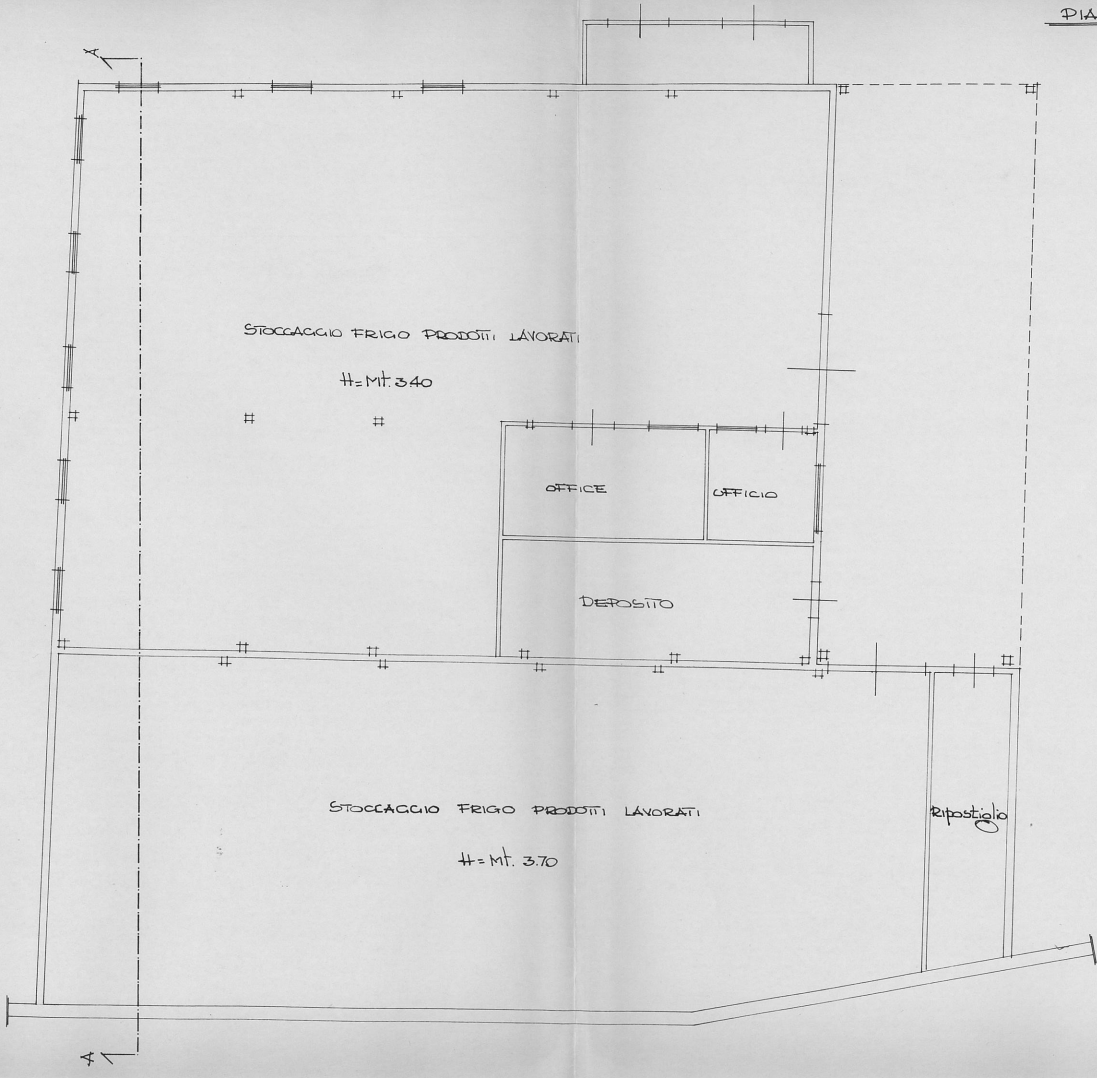 PIA
A
STOCCAGGIO FRIGO PRODOTTI LAVORATI
H=Mt. 3.40
OFFICE
UFFICIO
DEPOSITO
STOCCAGGIO FRIGO PRODOTTI LAVORATI
H=Mt. 3.70
Ripostiglio
A